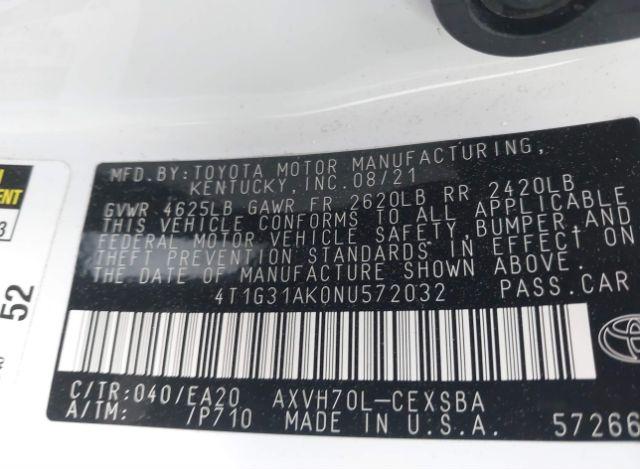 MFD.BY:TOYOTA MOTOR MANUFACTURING,
KENTUCKY, INC.08/21
GVWR 4625LB GAWR FR 2620LB RR 2420LB
THIS VEHICLE CONFORMS TO ALL APPLICABLE
FEDERAL MOTOR VEHICLE SAFETY,BUMPER,AND
THEFT PREVENTION STANDARDS IN EFFECT ON
THE DATE OF MANUFACTURE SHOWN ABOVE.
4T1G31AK0NU572032 PASS.CAR
C/TR:040/EA20 AXVH70L-CEXSBA
A/TM: /P710 MADE IN U.S.A.
57266
52
3